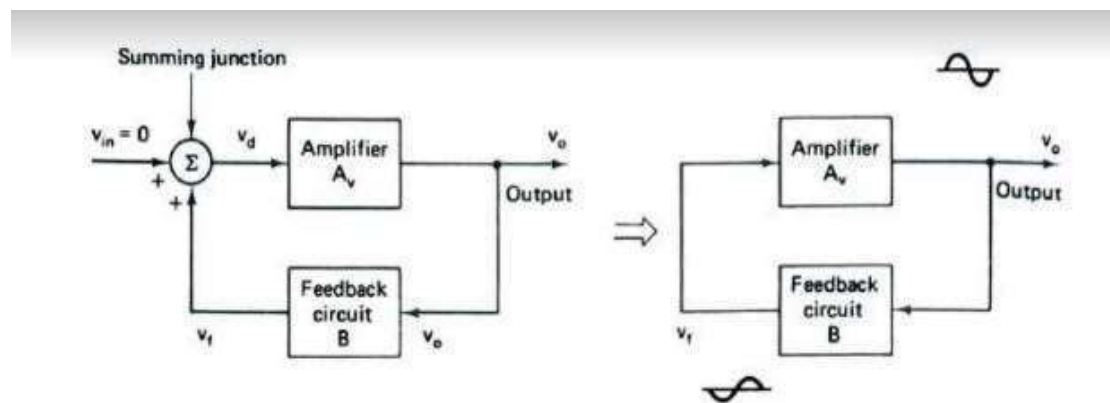 Summing junction
v_in = 0
v_d
Amplifier
A_v
v_o
Output
+
Σ
+
Feedback
circuit
B
v_f
v_o
Amplifier
A_v
v_o
Output
Feedback
circuit
B
v_f